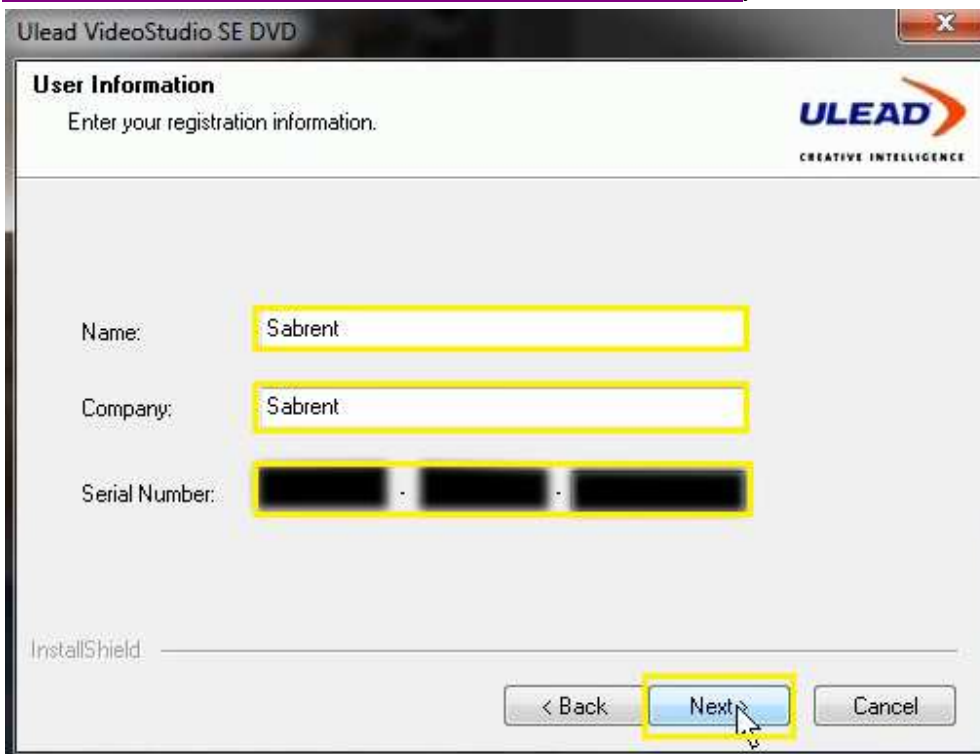 Ulead VideoStudio SE DVD
User Information
Enter your registration information.
ULEAD
CREATIVE INTELLIGENCE
Name: Sabrent
Company: Sabrent
Serial Number: - -
InstallShield
< Back Next > Cancel